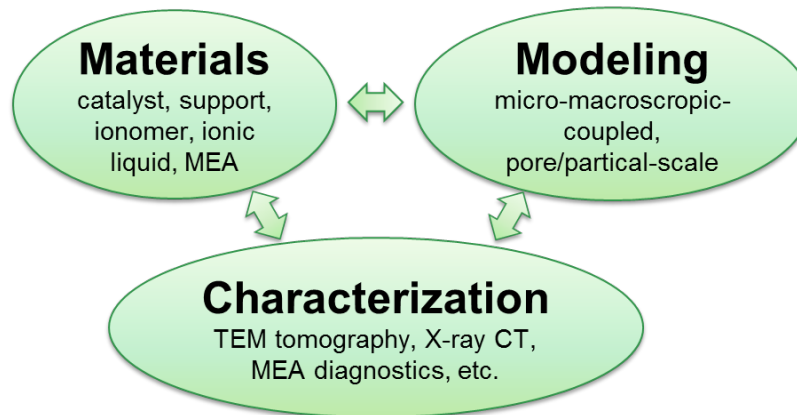 Materials
catalyst, support,
ionomer, ionic
liquid, MEA
Modeling
micro-macroscopic-
coupled,
pore/partical-scale
Characterization
TEM tomography, X-ray CT,
MEA diagnostics, etc.